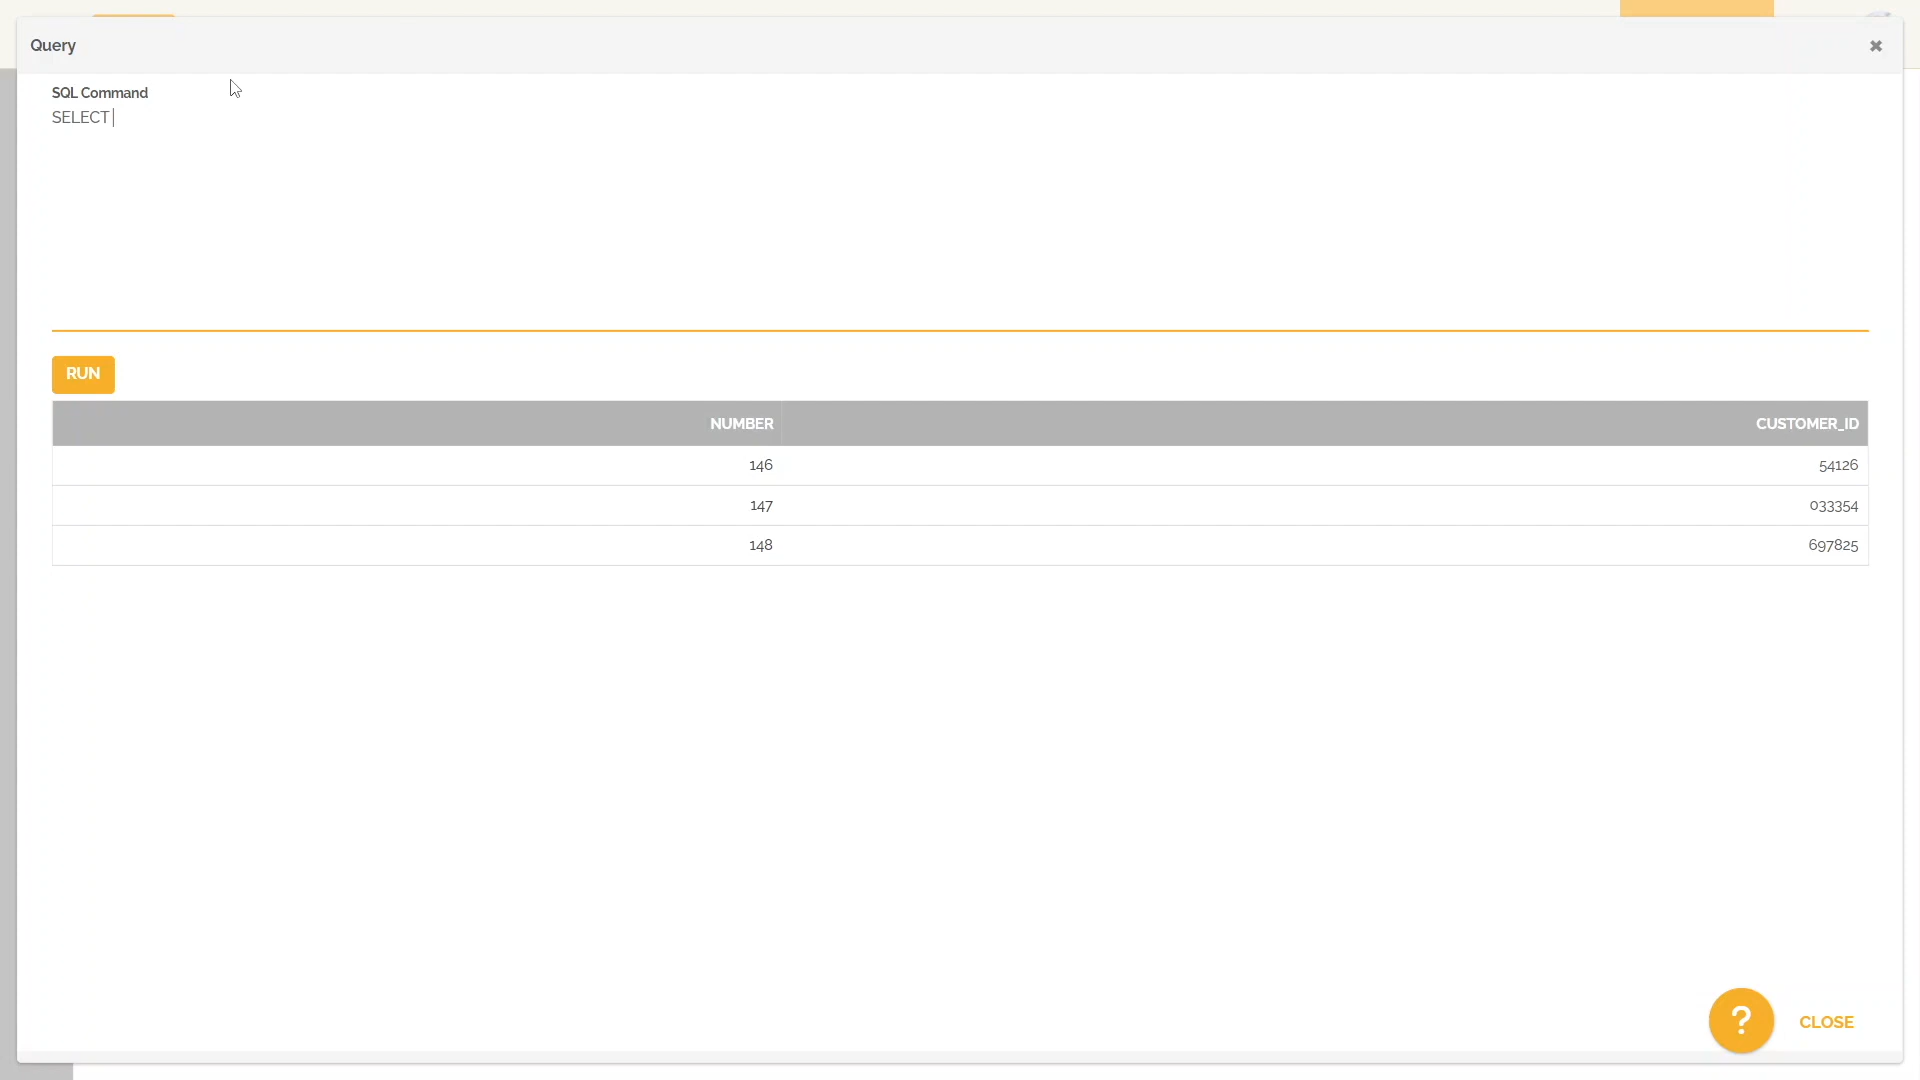 Query
✖
SQL Command
SELECT
RUN
NUMBER CUSTOMER_ID
146 54126
147 033354
148 697825
? CLOSE